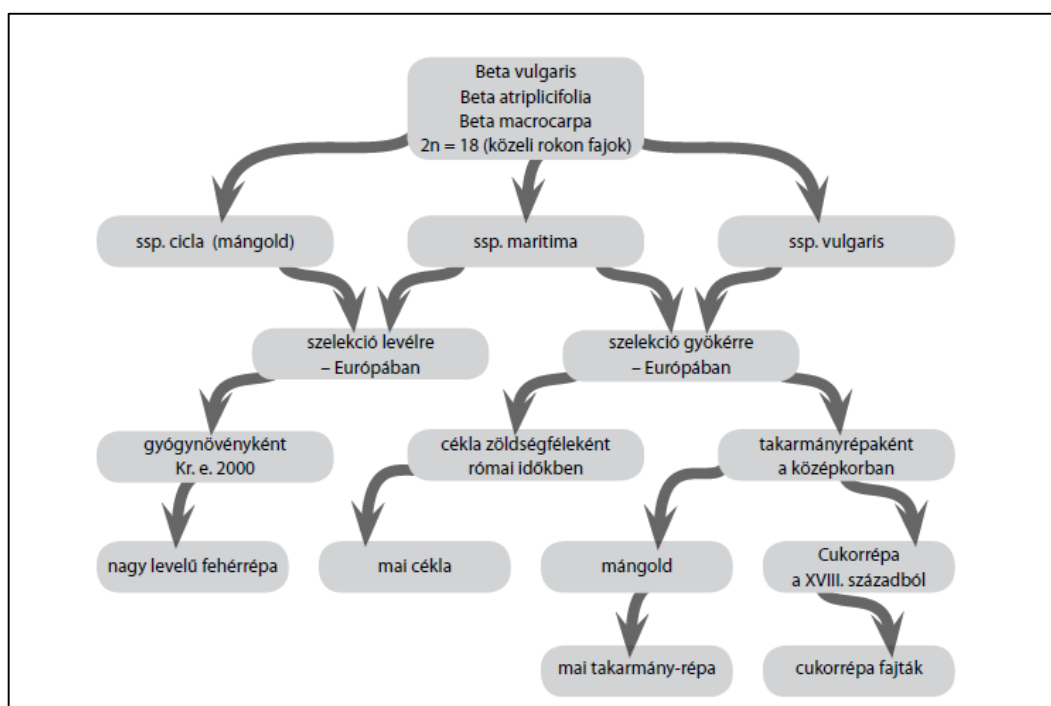 Beta vulgaris
Beta atriplicifolia
Beta macrocarpa
2n = 18 (közeli rokon fajok)
ssp. cicla (mángold)
ssp. maritima
ssp. vulgaris
szelekció levélre
– Európában
szelekció gyökérre
– Európában
gyógynövényként
Kr. e. 2000
cékla zöldségféleként
római időkben
takarmányrépaként
a középkorban
nagy levelű fehérrépa
mai cékla
mángold
Cukorrépa
a XVIII. századból
mai takarmány-répa
cukorrépa fajták